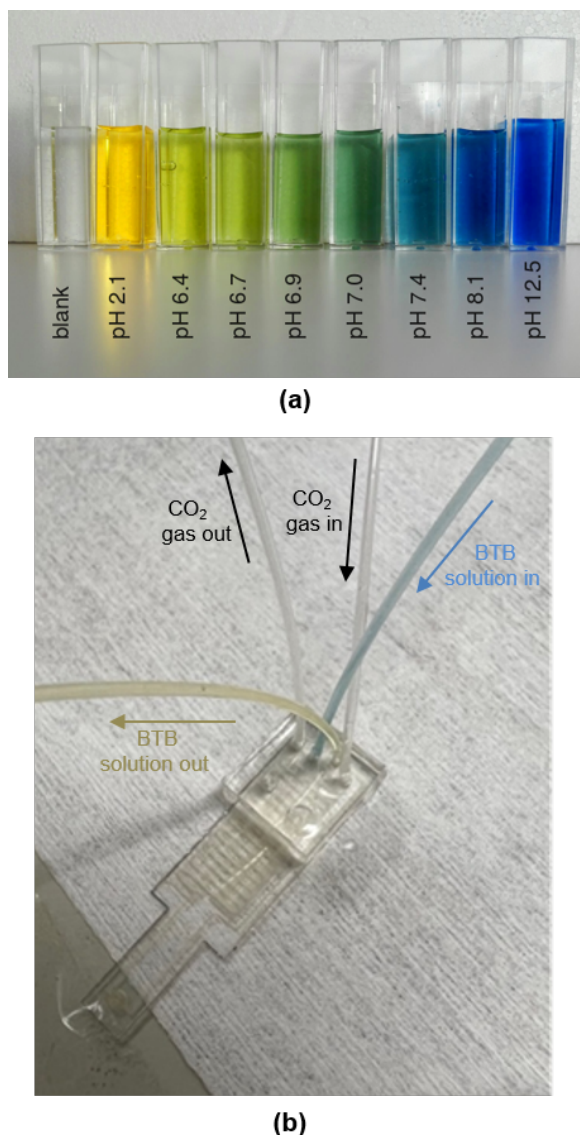 blank
pH 2.1
pH 6.4
pH 6.7
pH 6.9
pH 7.0
pH 7.4
pH 8.1
pH 12.5
(a)
CO₂
gas out
CO₂
gas in
BTB
solution in
BTB
solution out
(b)